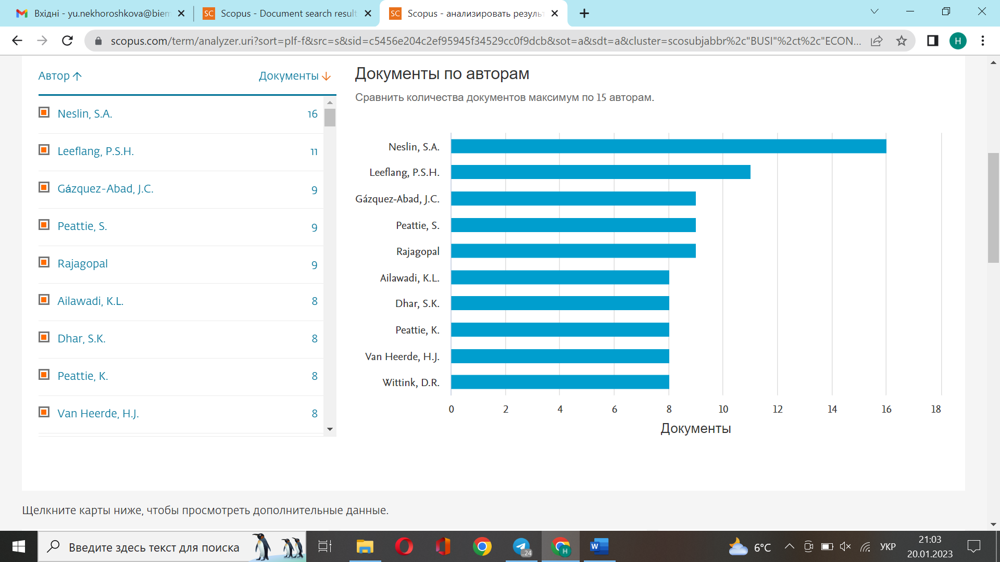 Вхідні - yu.nekhoroshkova@biem
SC Scopus - Document search result
SC Scopus - анализировать резуль
scopus.com/term/analyzer.uri?sort=plf-f&src=s&sid=c5456e204c2ef95945f34529cc0f9dcb&sot=a&sdt=a&cluster=scosubjabbr%2c"BUSI"%2ct%2c"ECON...
H
Автор Документы
Neslin, S.A. 16
Leeflang, P.S.H. 11
Gázquez-Abad, J.C. 9
Peattie, S. 9
Rajagopal 9
Ailawadi, K.L. 8
Dhar, S.K. 8
Peattie, K. 8
Van Heerde, H.J. 8
Документы по авторам
Сравнить количества документов максимум по 15 авторам.
Neslin, S.A.
Leeflang, P.S.H.
Gázquez-Abad, J.C.
Peattie, S.
Rajagopal
Ailawadi, K.L.
Dhar, S.K.
Peattie, K.
Van Heerde, H.J.
Wittink, D.R.
0 2 4 6 8 10 12 14 16 18
Документы
Щелкните карты ниже, чтобы просмотреть дополнительные данные.
Введите здесь текст для поиска
..24
H
W
6°C
УКР
21:03
20.01.2023